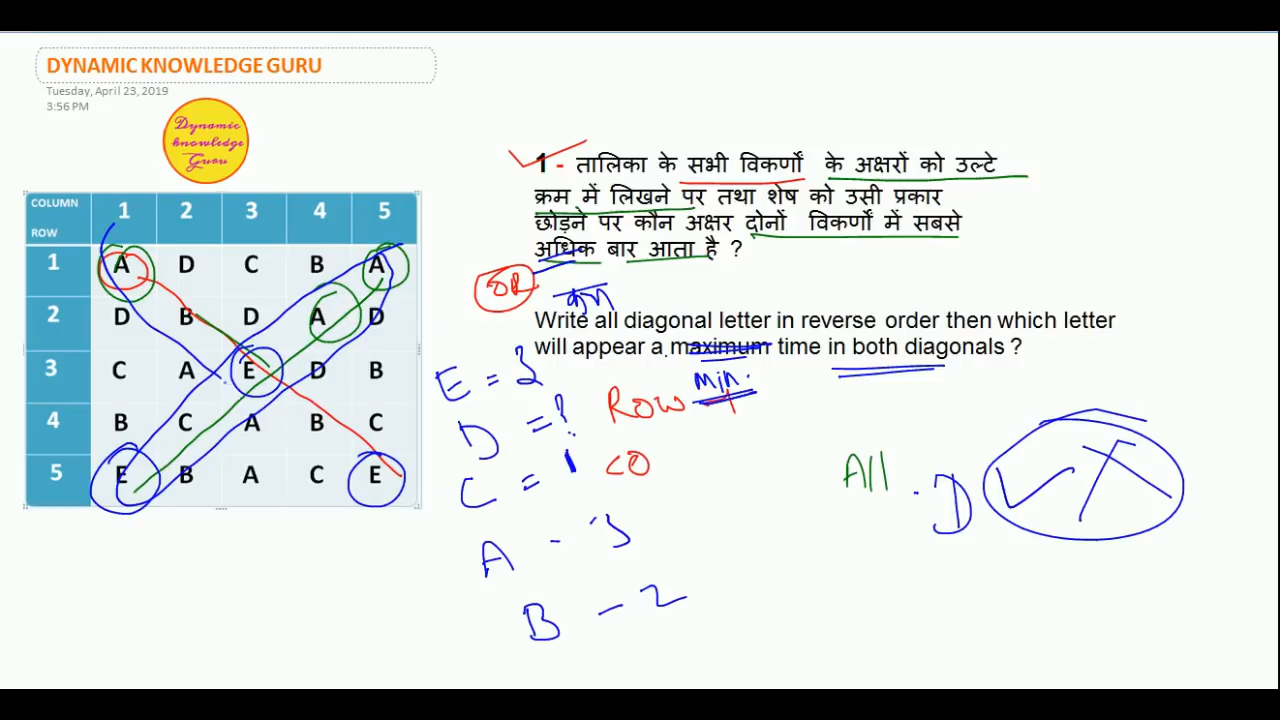 DYNAMIC KNOWLEDGE GURU
Tuesday, April 23, 2019
3:56 PM
Dynamic
knowledge
Guru
COLUMN 1 2 3 4 5
ROW
1 A D C B A
2 D B D A D
3 C A E D B
4 B C A B C
5 E B A C E
1 - तालिका के सभी विकर्णों के अक्षरों को उल्टे
क्रम में लिखने पर तथा शेष को उसी प्रकार
छोड़ने पर कौन अक्षर दोनों विकर्णों में सबसे
अधिक बार आता है ?
OR
कम
Write all diagonal letter in reverse order then which letter
will appear a maximum time in both diagonals ?
min.
E = 3
D = ?
C = 1
A - 3
B - 2
Row
CO
All
D